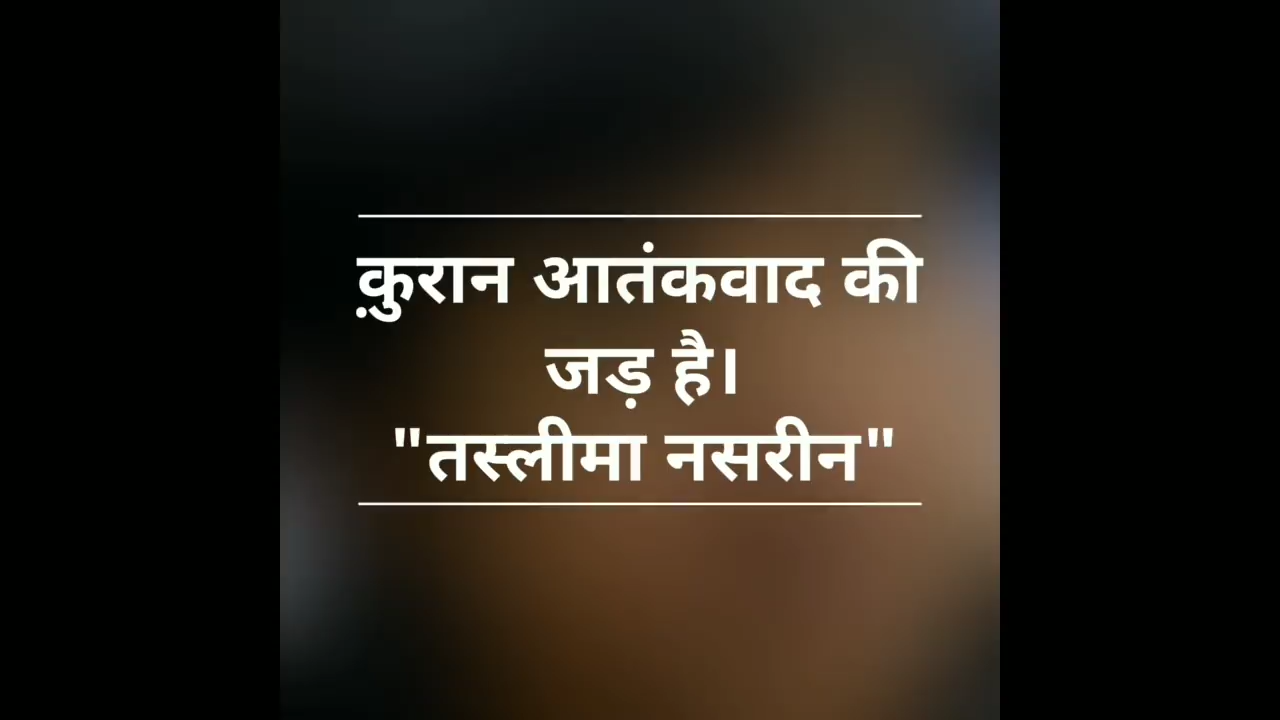 क़ुरान आतंकवाद की
जड़ है।
"तस्लीमा नसरीन"